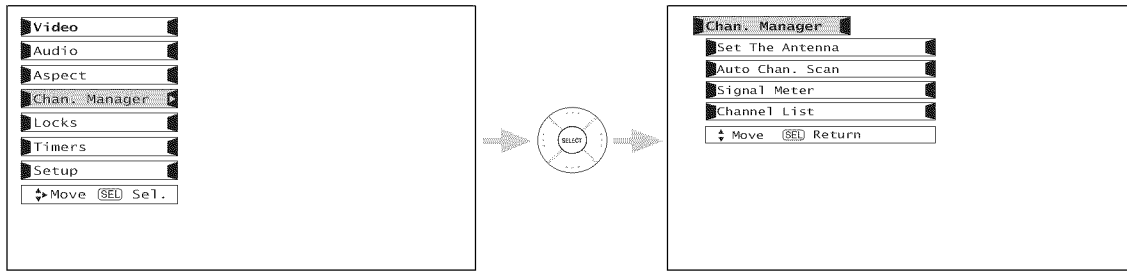 Video
Audio
Aspect
Chan. Manager
Locks
Timers
Setup
Move SEL Sel.
SELECT
Chan. Manager
Set The Antenna
Auto Chan. Scan
Signal Meter
Channel List
Move SEL Return